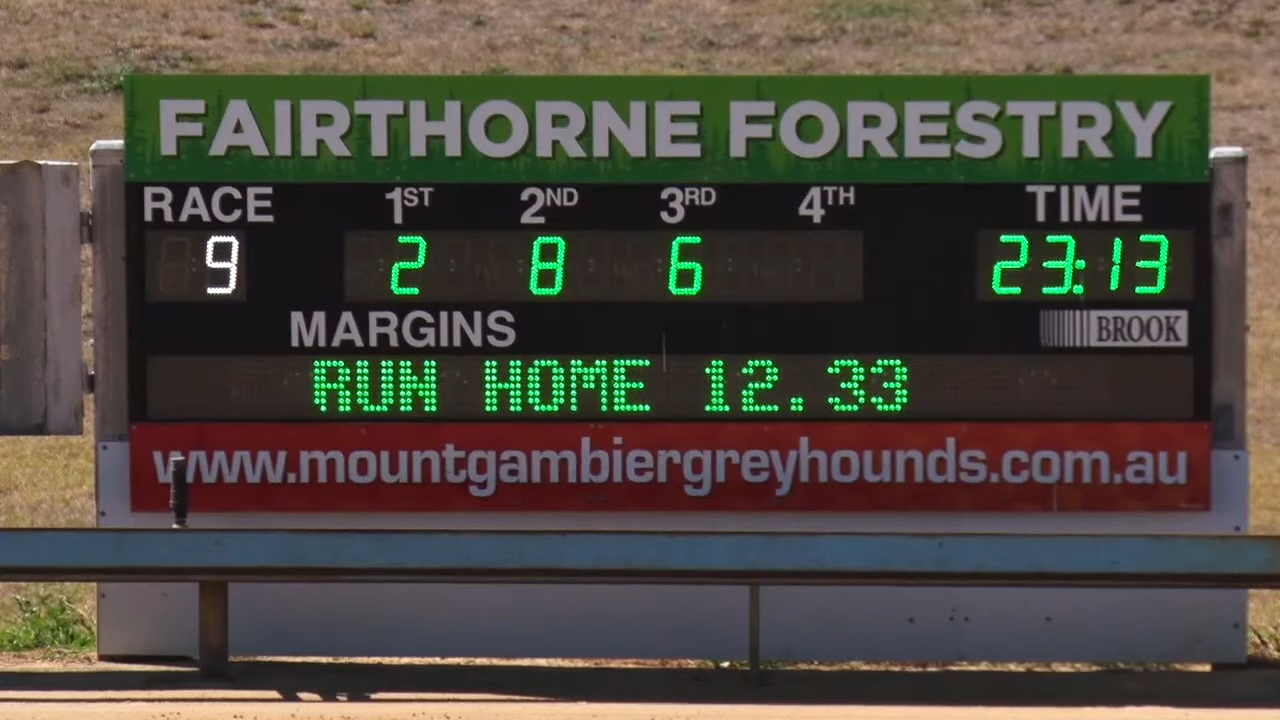 FAIRTHORNE FORESTRY
RACE 1ST 2ND 3RD 4TH TIME
9 2 8 6 23:13
MARGINS BROOK
RUN HOME 12.33
www.mountgambiergreyhounds.com.au